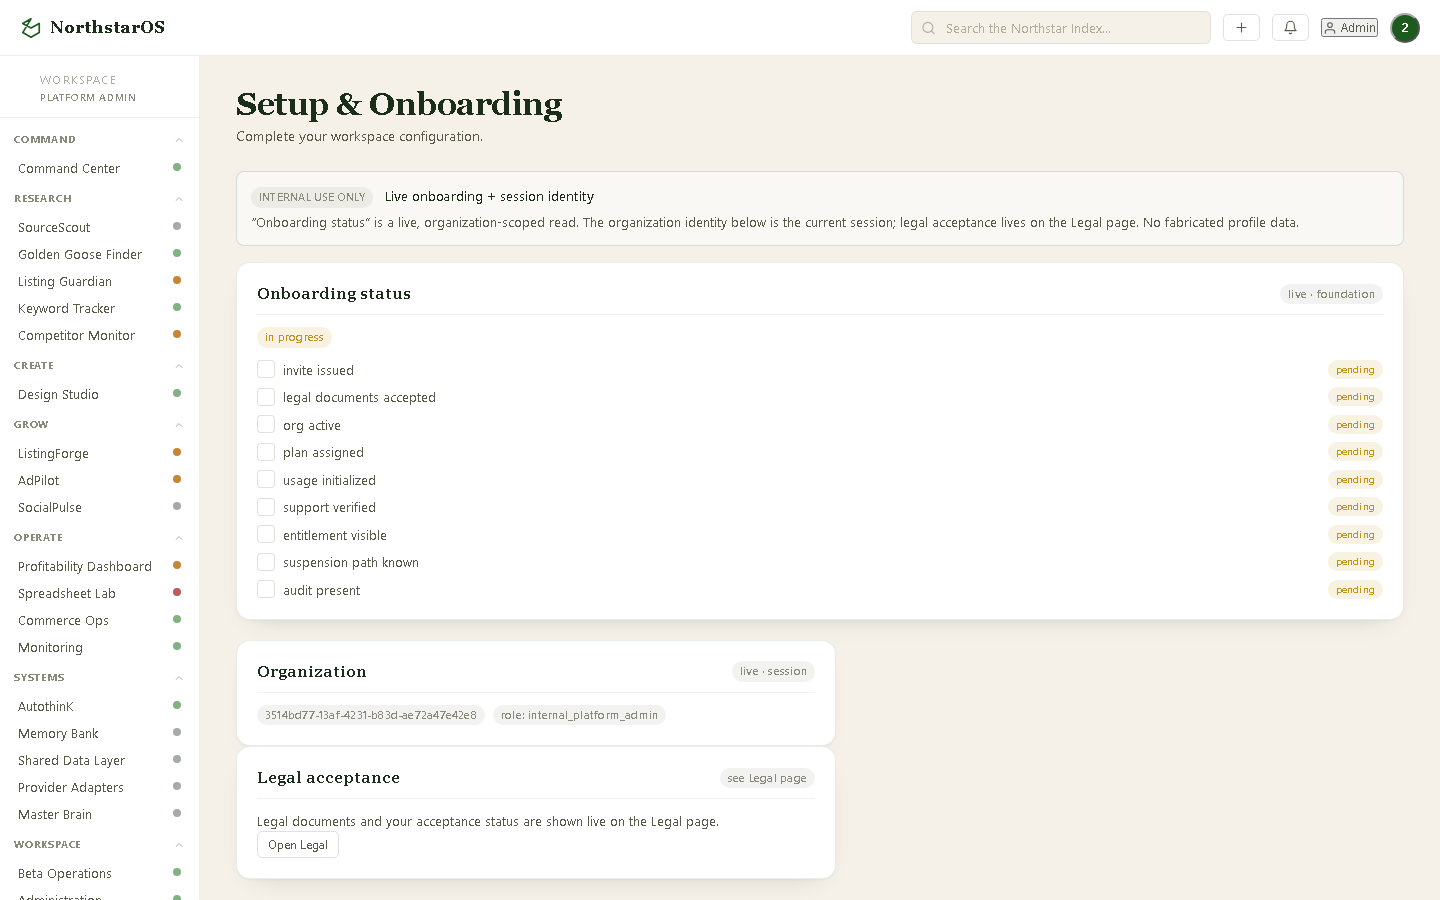 NorthstarOS
Search the Northstar Index...
Admin
2
WORKSPACE
PLATFORM ADMIN
COMMAND
Command Center
RESEARCH
SourceScout
Golden Goose Finder
Listing Guardian
Keyword Tracker
Competitor Monitor
CREATE
Design Studio
GROW
ListingForge
AdPilot
SocialPulse
OPERATE
Profitability Dashboard
Spreadsheet Lab
Commerce Ops
Monitoring
SYSTEMS
AutothinK
Memory Bank
Shared Data Layer
Provider Adapters
Master Brain
WORKSPACE
Beta Operations
Administration
Setup & Onboarding
Complete your workspace configuration.
INTERNAL USE ONLY Live onboarding + session identity
"Onboarding status" is a live, organization-scoped read. The organization identity below is the current session; legal acceptance lives on the Legal page. No fabricated profile data.
Onboarding status live · foundation
in progress
invite issued pending
legal documents accepted pending
org active pending
plan assigned pending
usage initialized pending
support verified pending
entitlement visible pending
suspension path known pending
audit present pending
Organization live · session
3514bd77-13af-4231-b83d-ae72a47e42e8 role: internal_platform_admin
Legal acceptance see Legal page
Legal documents and your acceptance status are shown live on the Legal page.
Open Legal